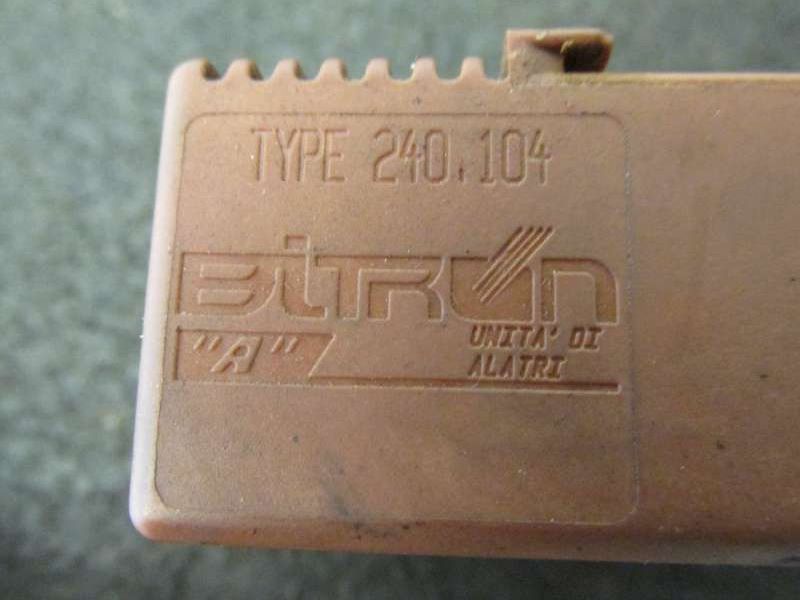 TYPE 240.104
BiTRON
"A"
UNITA' DI
ALATRI